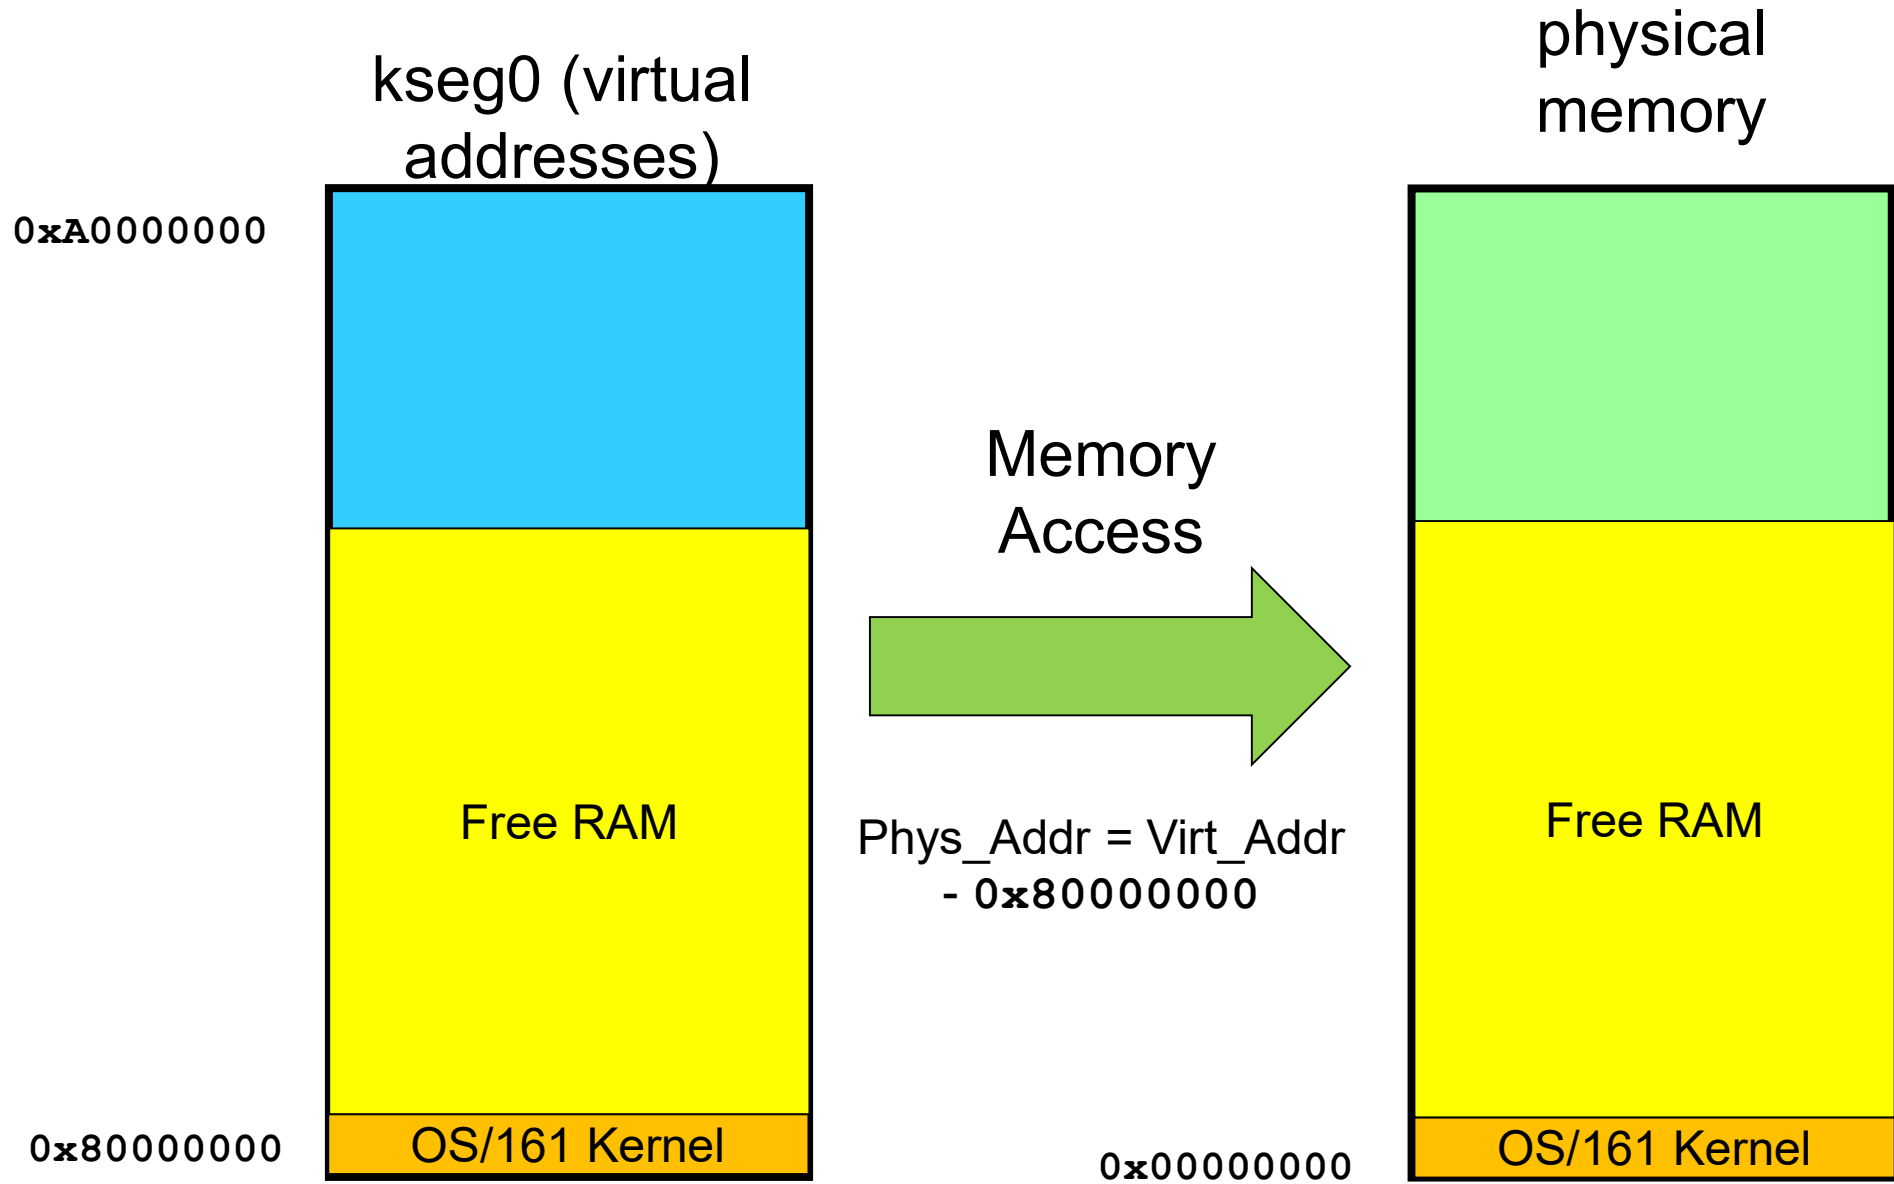 kseg0 (virtual
addresses)
0xA0000000
Free RAM
OS/161 Kernel
0x80000000
Memory
Access
Phys_Addr = Virt_Addr
- 0x80000000
physical
memory
Free RAM
OS/161 Kernel
0x00000000